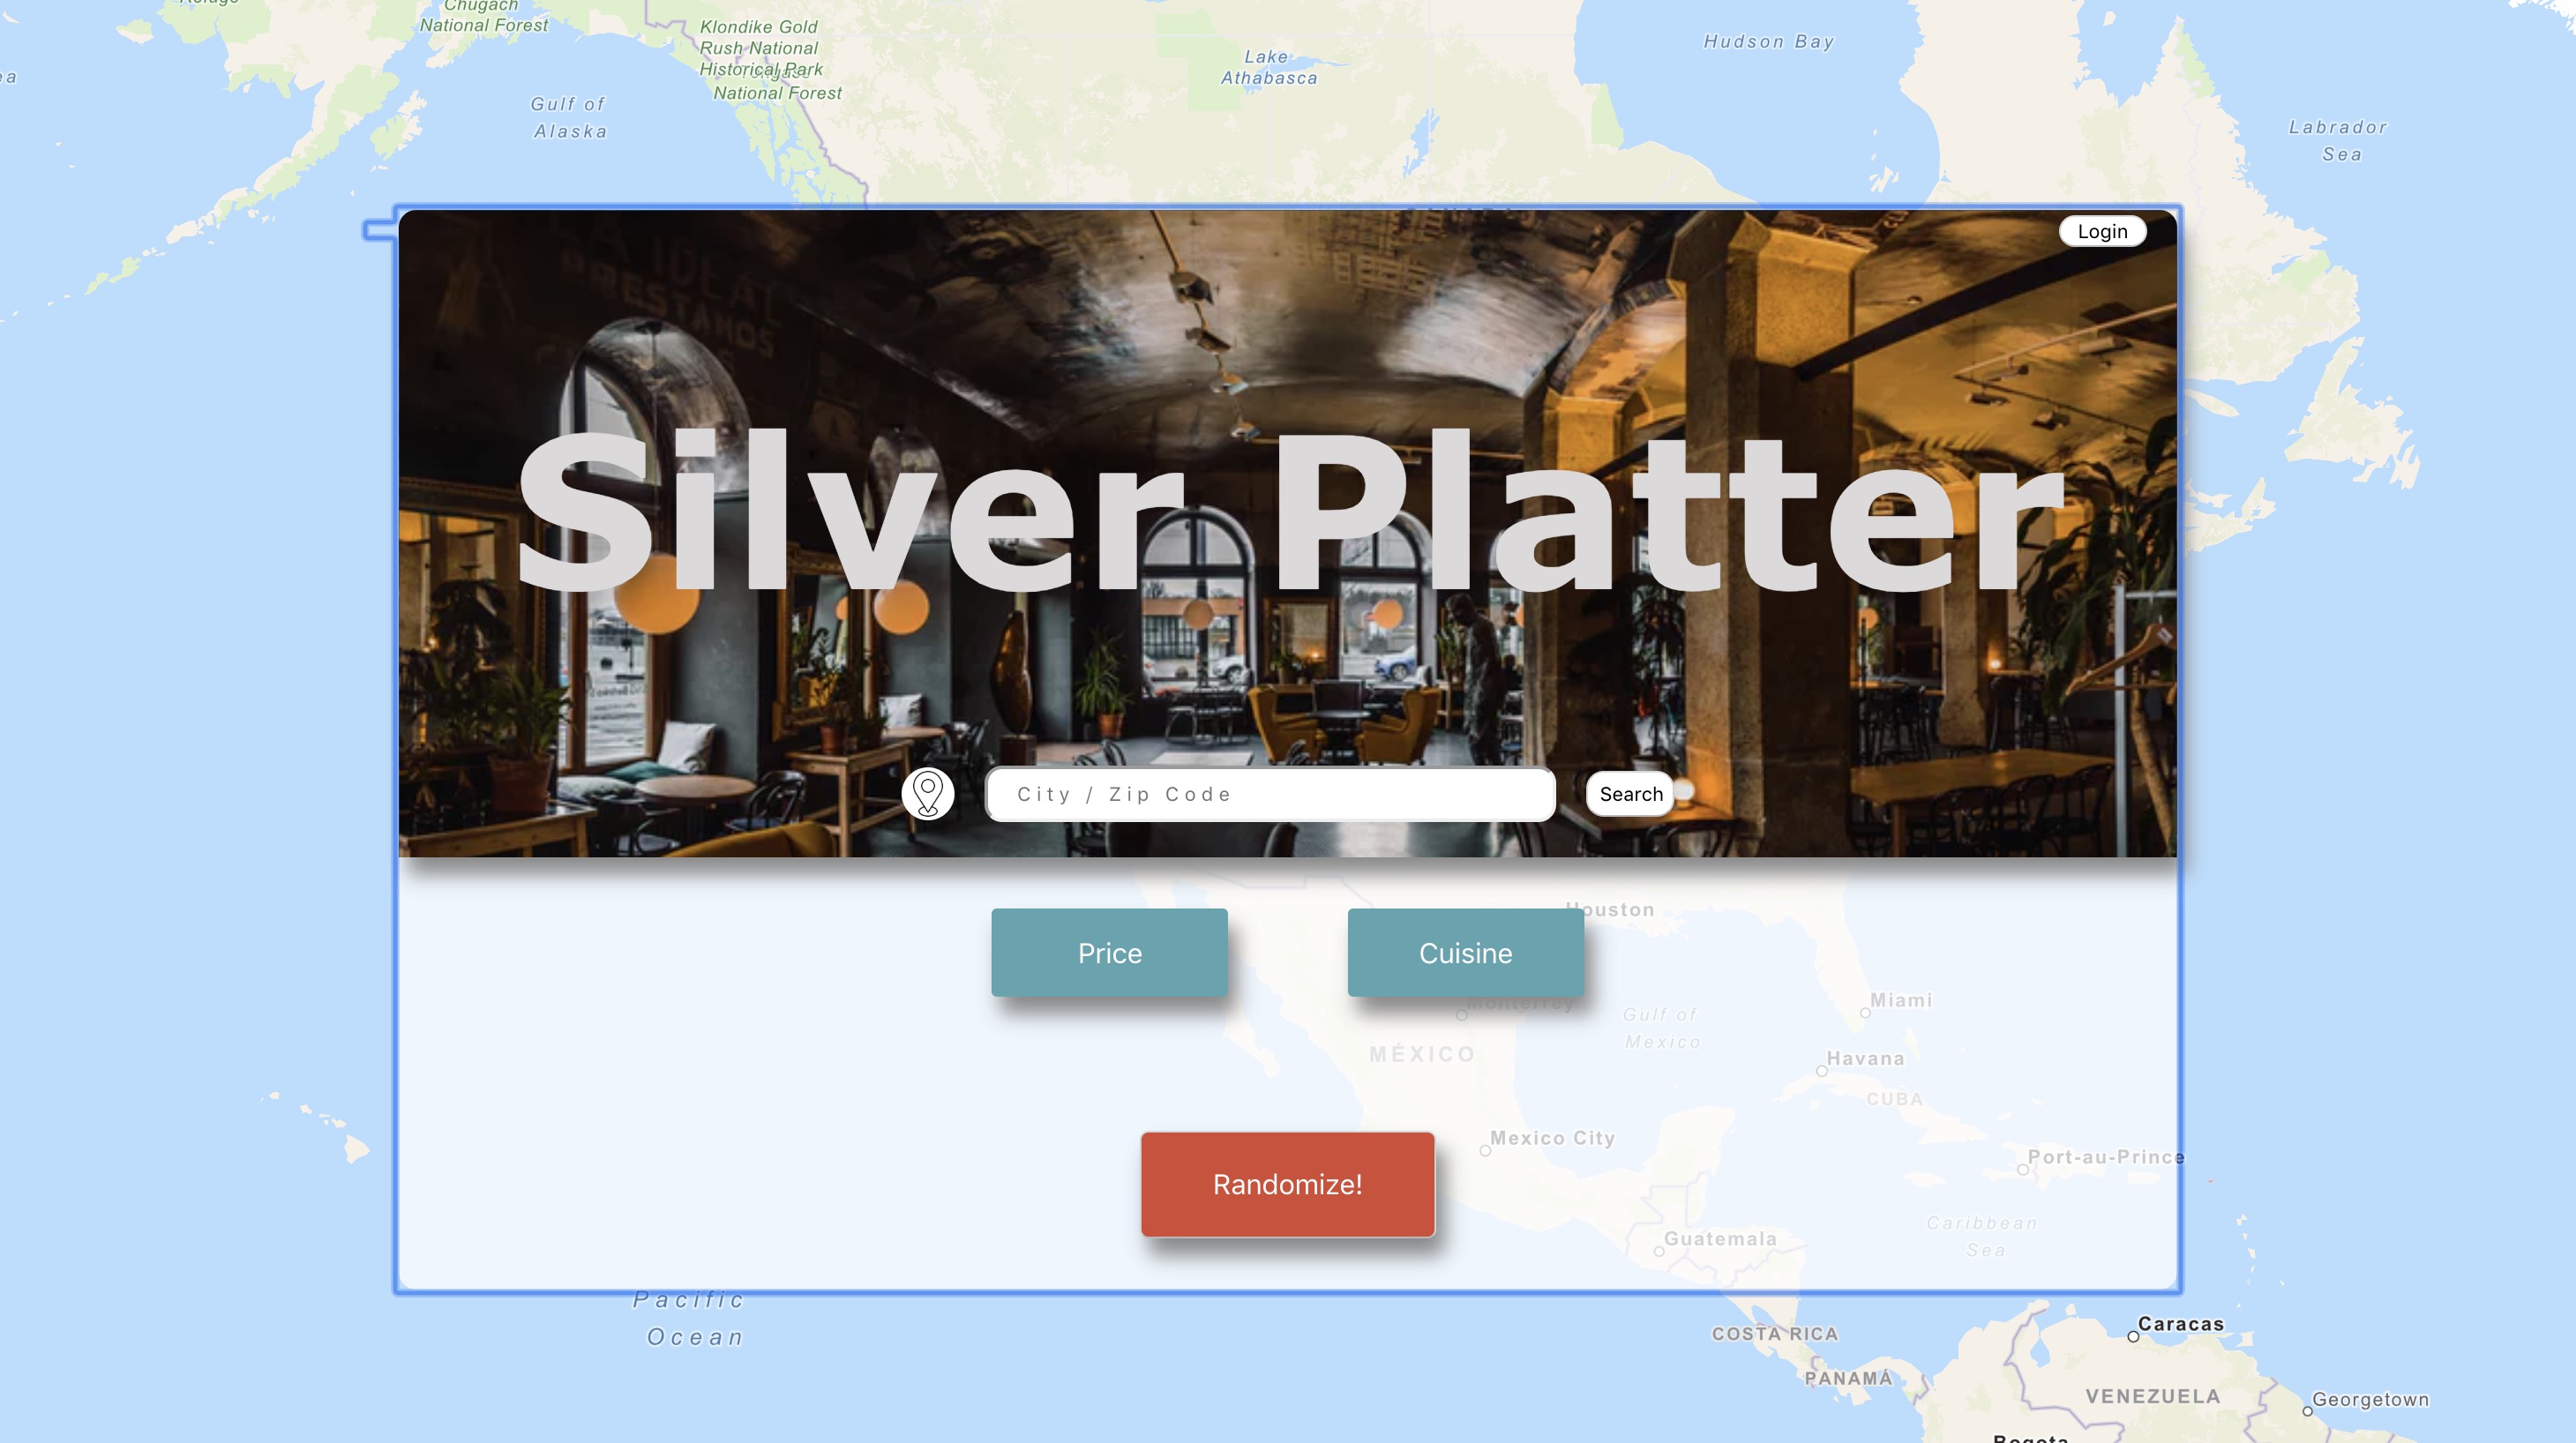 Chugach
National Forest
Klondike Gold
Rush National
Historical Park
National Forest
Lake
Athabasca
Hudson Bay
Gulf of
Alaska
Labrador
Sea
Login
Silver Platter
City / Zip Code
Search
Price
Cuisine
Houston
Monterrey
Miami
Gulf of
Mexico
MÉXICO
Havana
CUBA
Mexico City
Port-au-Prince
Randomize!
Caribbean
Sea
Guatemala
Pacific
Ocean
COSTA RICA
Caracas
PANAMÁ
VENEZUELA
Georgetown